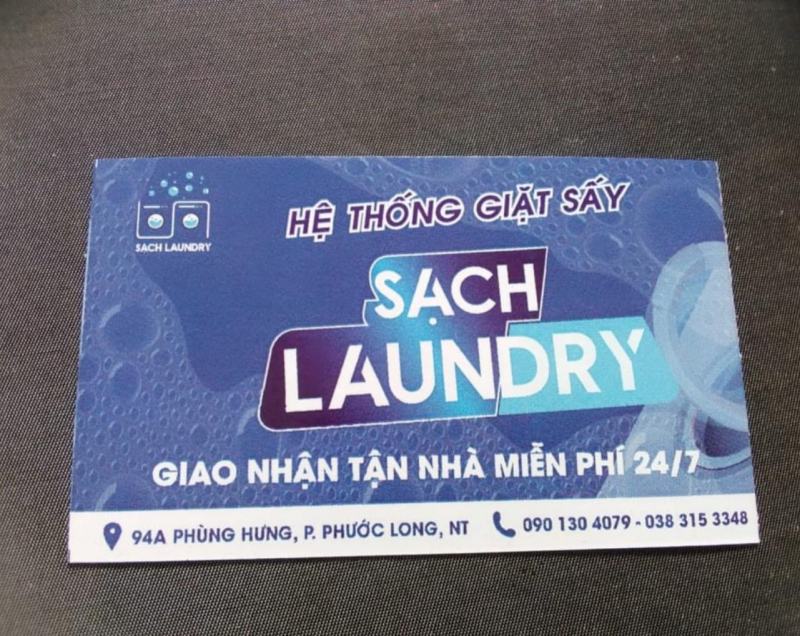 SẠCH LAUNDRY
HỆ THỐNG GIẶT SẤY
SẠCH
LAUNDRY
GIAO NHẬN TẬN NHÀ MIỄN PHÍ 24/7
94A PHÙNG HƯNG, P. PHƯỚC LONG, NT
090 130 4079 - 038 315 3348